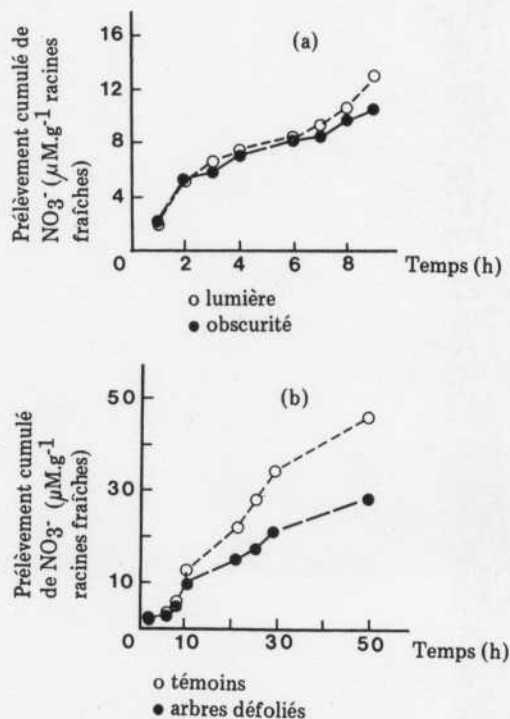 (a)
Prélèvement cumulé de
NO3⁻ (μM.g⁻¹ racines
fraîches)
16
12
8
4
0
2
4
6
8
Temps (h)
o lumière
● obscurité
(b)
Prélèvement cumulé
de NO3⁻ (μM.g⁻¹
racines fraîches)
50
30
10
0
10
30
50
Temps (h)
o témoins
● arbres défoliés